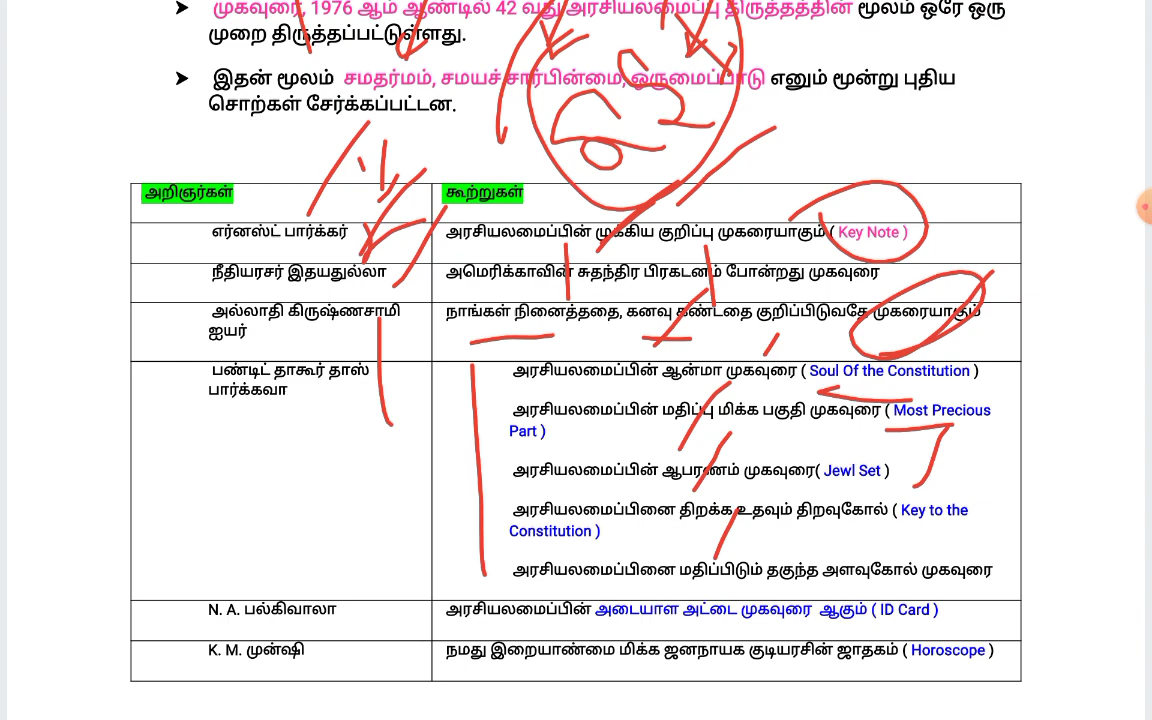 முகவுரை, 1976 ஆம் ஆண்டில் 42 வது அரசியலமைப்பு திருத்தத்தின் மூலம் ஒரே ஒரு
முறை திருத்தப்பட்டுள்ளது.
இதன் மூலம் சமதர்மம், சமயச் சார்பின்மை, ஒருமைப்பாடு எனும் மூன்று புதிய
சொற்கள் சேர்க்கப்பட்டன.
அறிஞர்கள் கூற்றுகள்
எர்னஸ்ட் பார்க்கர் அரசியலமைப்பின் முக்கிய குறிப்பு முகரையாகும் ( Key Note )
நீதியரசர் இதயதுல்லா அமெரிக்காவின் சுதந்திர பிரகடனம் போன்றது முகவுரை
அல்லாதி கிருஷ்ணசாமி நாங்கள் நினைத்ததை, கனவு கண்டதை குறிப்பிடுவதே முகரையாகும்
ஐயர்
பண்டிட் தாகூர் தாஸ் அரசியலமைப்பின் ஆன்மா முகவுரை ( Soul Of the Constitution )
பார்க்கவா
அரசியலமைப்பின் மதிப்பு மிக்க பகுதி முகவுரை ( Most Precious
Part )
அரசியலமைப்பின் ஆபரணம் முகவுரை( Jewl Set )
அரசியலமைப்பினை திறக்க உதவும் திறவுகோல் ( Key to the
Constitution )
அரசியலமைப்பினை மதிப்பிடும் தகுந்த அளவுகோல் முகவுரை
N. A. பல்கிவாலா அரசியலமைப்பின் அடையாள அட்டை முகவுரை ஆகும் ( ID Card )
K. M. முன்ஷி நமது இறையாண்மை மிக்க ஜனநாயக குடியரசின் ஜாதகம் ( Horoscope )